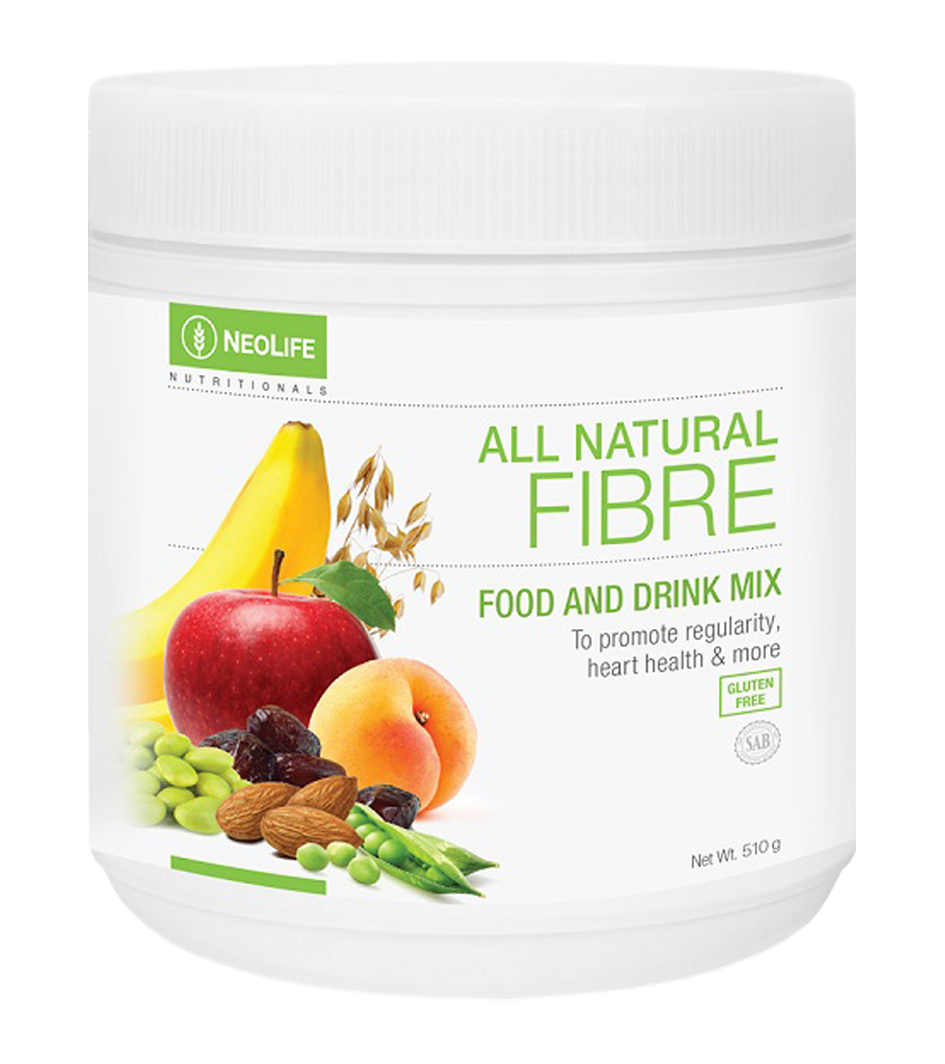 NEOLIFE
NUTRITIONALS
ALL NATURAL
FIBRE
FOOD AND DRINK MIX
To promote regularity,
heart health & more
GLUTEN
FREE
SAB
Net Wt. 510 g